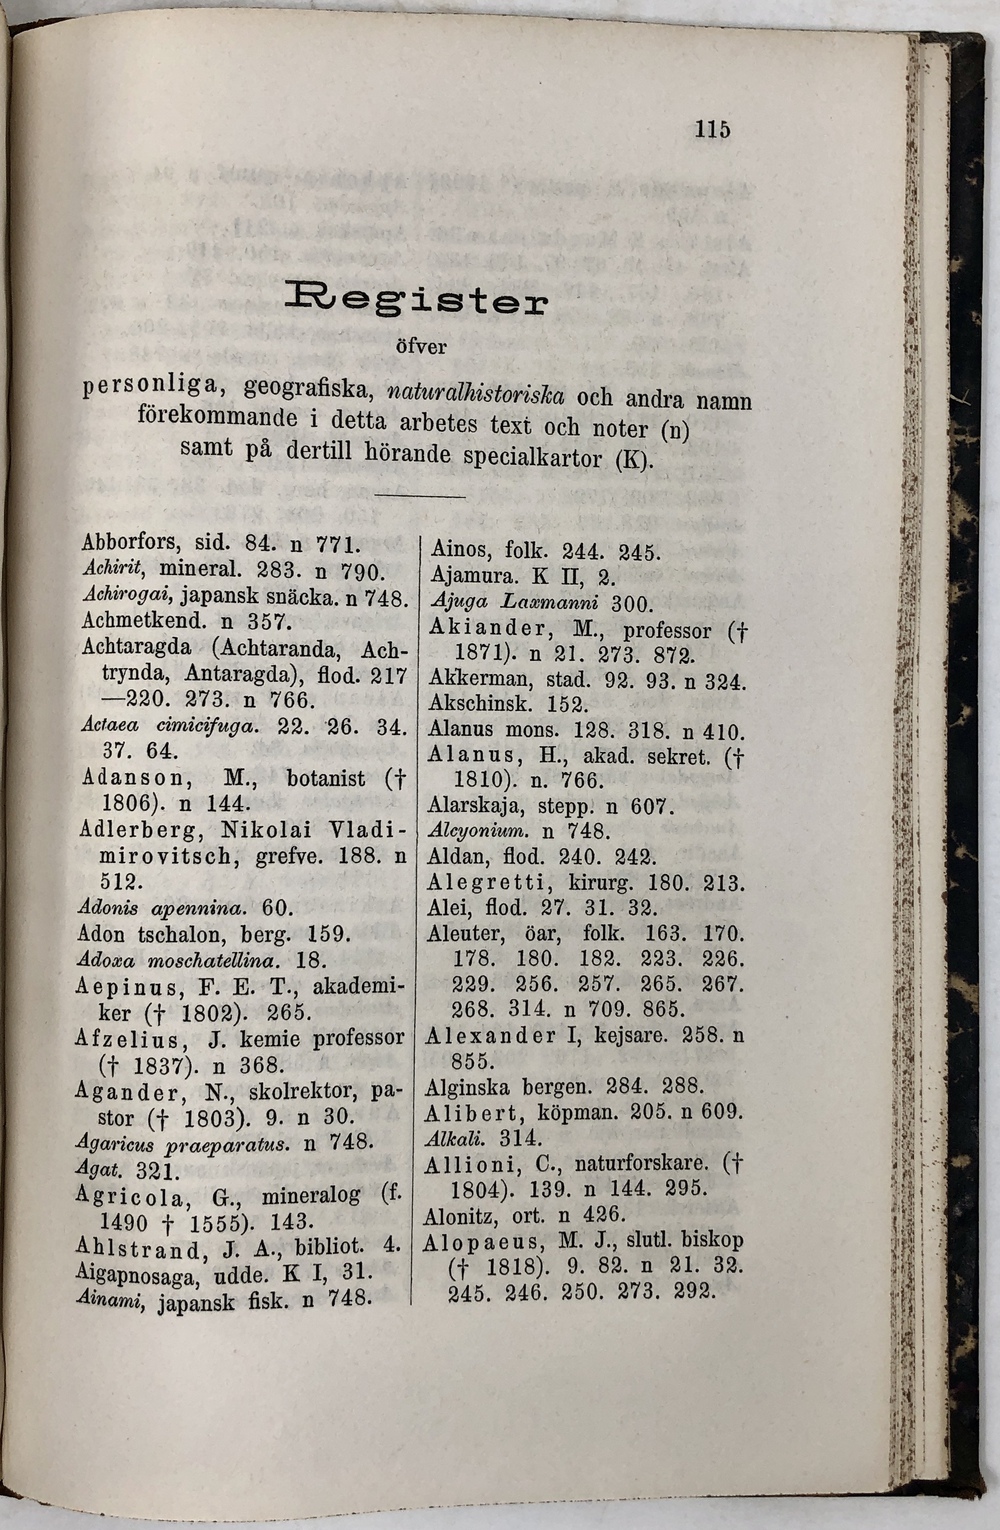 115
Register
öfver
personliga, geografiska, naturalhistoriska och andra namn
förekommande i detta arbetes text och noter (n)
samt på dertill hörande specialkartor (K).
Abborfors, sid. 84. n 771.
Achirit, mineral. 283. n 790.
Achirogai, japansk snäcka. n 748.
Achmetkend. n 357.
Achtaragda (Achtaranda, Ach-
trynda, Antaragda), flod. 217
—220. 273. n 766.
Actaea cimicifuga. 22. 26. 34.
37. 64.
Adanson, M., botanist (†
1806). n 144.
Adlerberg, Nikolai Vladi-
mirovitsch, grefve. 188. n
512.
Adonis apennina. 60.
Adon tschalon, berg. 159.
Adoxa moschatellina. 18.
Aepinus, F. E. T., akademi-
ker († 1802). 265.
Afzelius, J. kemie professor
(† 1837). n 368.
Agander, N., skolrektor, pa-
stor († 1803). 9. n 30.
Agaricus praeparatus. n 748.
Agat. 321.
Agricola, G., mineralog (f.
1490 † 1555). 143.
Ahlstrand, J. A., bibliot. 4.
Aigapnosaga, udde. K I, 31.
Ainami, japansk fisk. n 748.
Ainos, folk. 244. 245.
Ajamura. K II, 2.
Ajuga Laxmanni 300.
Akiander, M., professor (†
1871). n 21. 273. 872.
Akkerman, stad. 92. 93. n 324.
Akschinsk. 152.
Alanus mons. 128. 318. n 410.
Alanus, H., akad. sekret. (†
1810). n. 766.
Alarskaja, stepp. n 607.
Alcyonium. n 748.
Aldan, flod. 240. 242.
Alegretti, kirurg. 180. 213.
Alei, flod. 27. 31. 32.
Aleuter, öar, folk. 163. 170.
178. 180. 182. 223. 226.
229. 256. 257. 265. 267.
268. 314. n 709. 865.
Alexander I, kejsare. 258. n
855.
Alginska bergen. 284. 288.
Alibert, köpman. 205. n 609.
Alkali. 314.
Allioni, C., naturforskare. (†
1804). 139. n 144. 295.
Alonitz, ort. n 426.
Alopaeus, M. J., slutl. biskop
(† 1818). 9. 82. n 21. 32.
245. 246. 250. 273. 292.